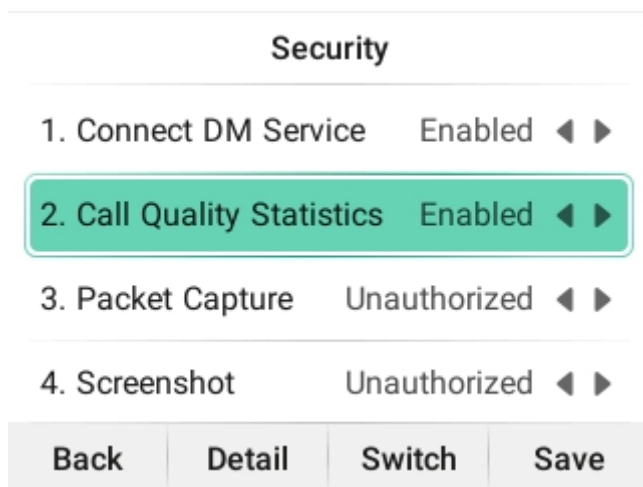 Security
1. Connect DM Service Enabled
2. Call Quality Statistics Enabled
3. Packet Capture Unauthorized
4. Screenshot Unauthorized
Back Detail Switch Save